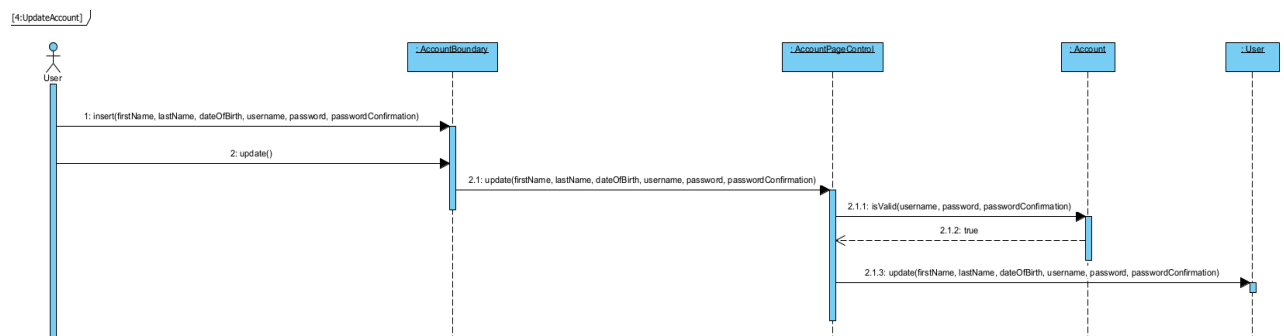 [4:UpdateAccount]
: AccountBoundary
: AccountPageControl
: Account
: User
User
1: insert(firstName, lastName, dateOfBirth, username, password, passwordConfirmation)
2: update()
2.1: update(firstName, lastName, dateOfBirth, username, password, passwordConfirmation)
2.1.1: isValid(username, password, passwordConfirmation)
2.1.2: true
2.1.3: update(firstName, lastName, dateOfBirth, username, password, passwordConfirmation)